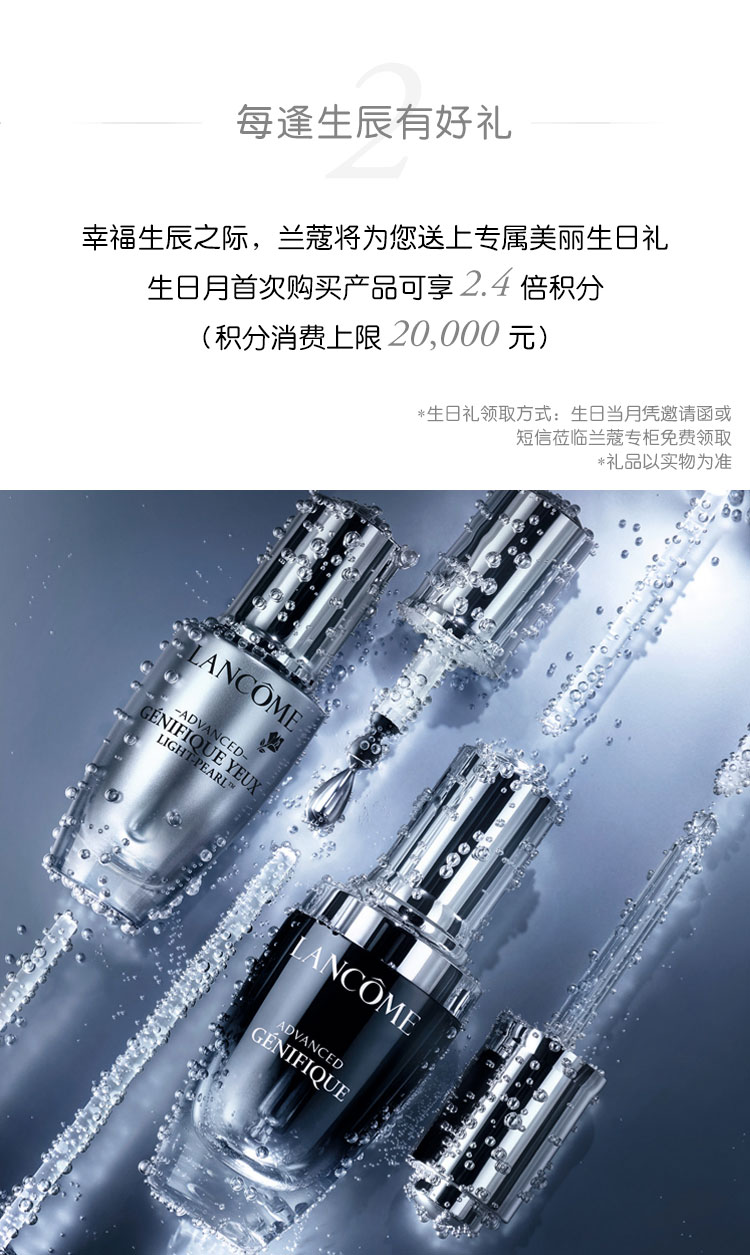 2
每逢生辰有好礼
幸福生辰之际，兰蔻将为您送上专属美丽生日礼
生日月首次购买产品可享 2.4 倍积分
（积分消费上限 20,000 元）
*生日礼领取方式：生日当月凭邀请函或
短信莅临兰蔻专柜免费领取
*礼品以实物为准
LANCÔME
–ADVANCED–
GÉNIFIQUE YEUX
LIGHT-PEARL™
LANCÔME
ADVANCED
GÉNIFIQUE